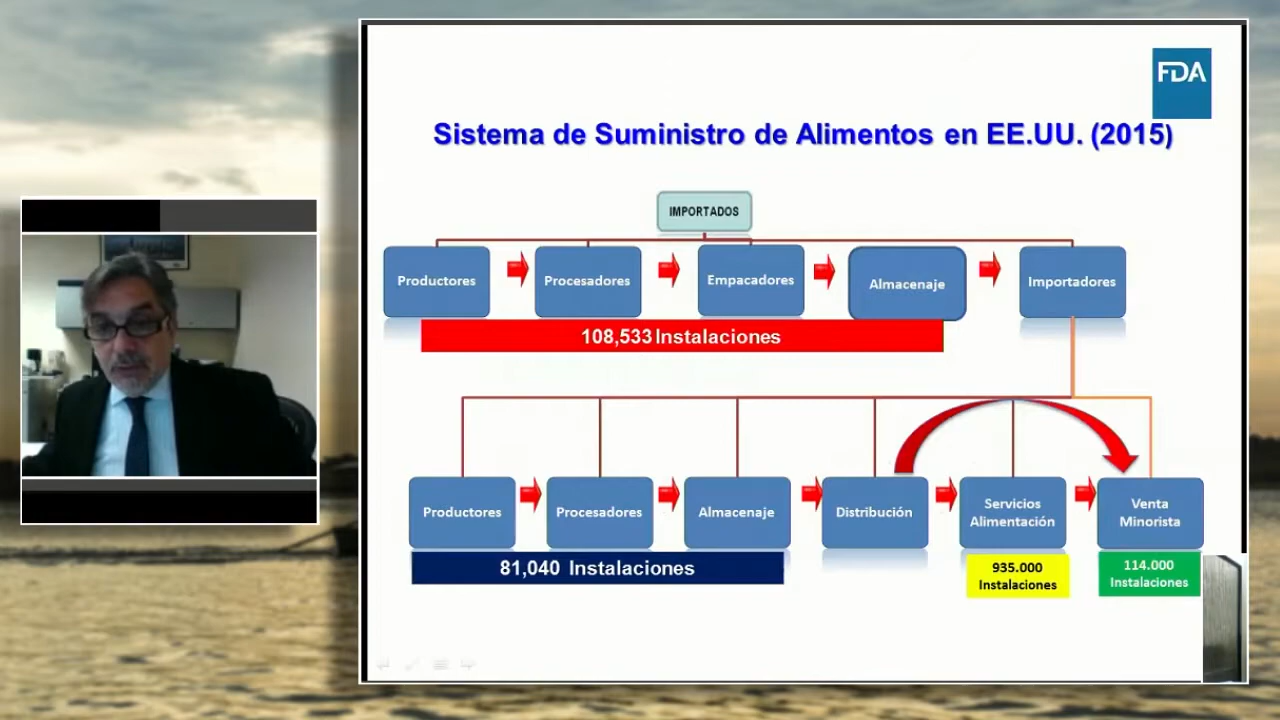 FDA
Sistema de Suministro de Alimentos en EE.UU. (2015)
IMPORTADOS
Productores
Procesadores
Empacadores
Almacenaje
Importadores
108,533 Instalaciones
Productores
Procesadores
Almacenaje
Distribución
Servicios
Alimentación
Venta
Minorista
81,040 Instalaciones
935.000
Instalaciones
114.000
Instalaciones